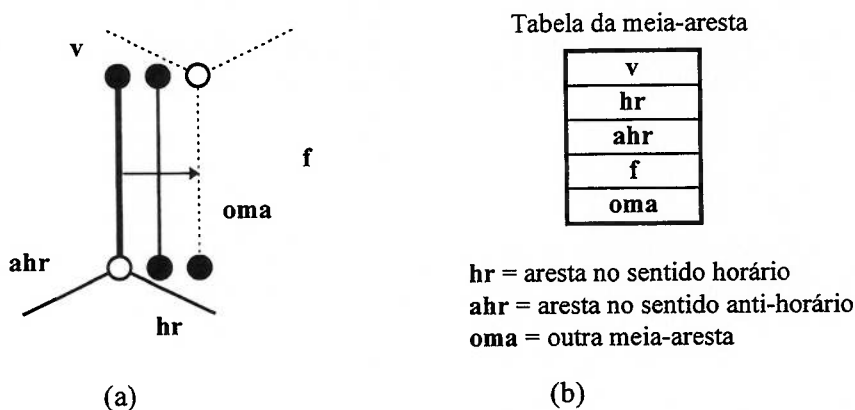 v
f
oma
ahr
hr
(a)
Tabela da meia-aresta
v
hr
ahr
f
oma
hr = aresta no sentido horário
ahr = aresta no sentido anti-horário
oma = outra meia-aresta
(b)